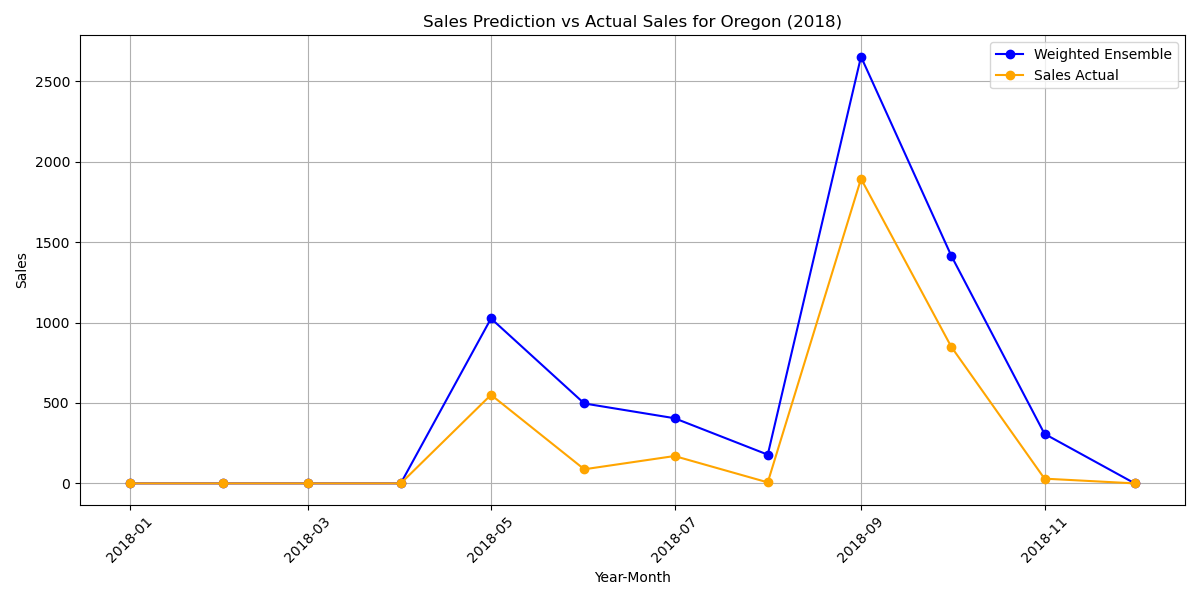 Sales Prediction vs Actual Sales for Oregon (2018)
Weighted Ensemble
Sales Actual
Sales
2500
2000
1500
1000
500
0
2018-01
2018-03
2018-05
2018-07
2018-09
2018-11
Year-Month